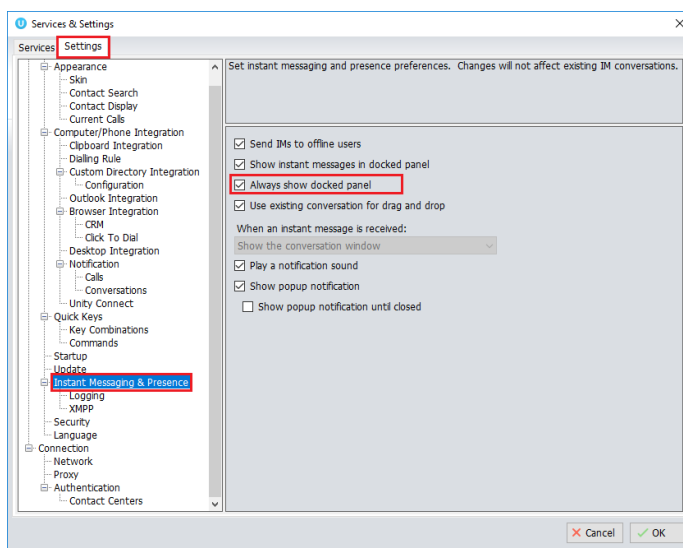 Services & Settings
Services Settings
Appearance
Skin
Contact Search
Contact Display
Current Calls
Computer/Phone Integration
Clipboard Integration
Dialling Rule
Custom Directory Integration
Configuration
Outlook Integration
Browser Integration
CRM
Click To Dial
Desktop Integration
Notification
Calls
Conversations
Unity Connect
Quick Keys
Key Combinations
Commands
Startup
Update
Instant Messaging & Presence
Logging
XMPP
Security
Language
Connection
Network
Proxy
Authentication
Contact Centers
Set instant messaging and presence preferences. Changes will not affect existing IM conversations.
Send IMs to offline users
Show instant messages in docked panel
Always show docked panel
Use existing conversation for drag and drop
When an instant message is received:
Show the conversation window
Play a notification sound
Show popup notification
Show popup notification until closed
Cancel OK